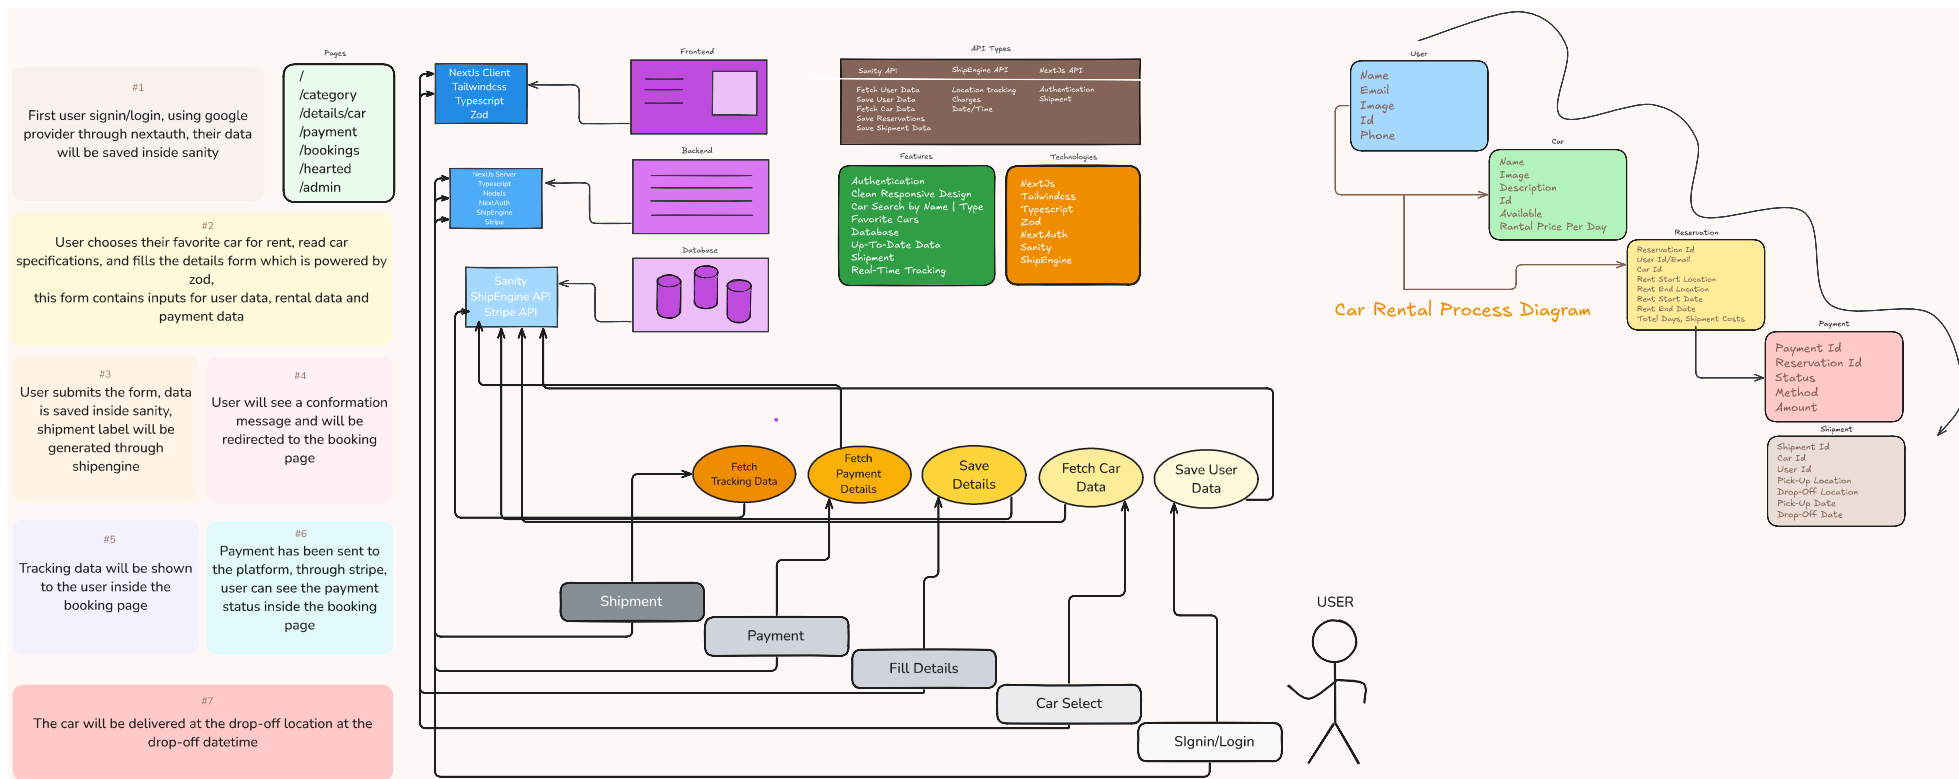 #1
First user signin/login, using google
provider through nextauth, their data
will be saved inside sanity
Pages
/
/category
/details/car
/payment
/bookings
/hearted
/admin
#2
User chooses their favorite car for rent, read car
specifications, and fills the details form which is powered by
zod,
this form contains inputs for user data, rental data and
payment data
#3
User submits the form, data
is saved inside sanity,
shipment label will be
generated through
shipengine
#4
User will see a conformation
message and will be
redirected to the booking
page
#5
Tracking data will be shown
to the user inside the
booking page
#6
Payment has been sent to
the platform, through stripe,
user can see the payment
status inside the booking
page
#7
The car will be delivered at the drop-off location at the
drop-off datetime
NextJs Client
Tailwindcss
Typescript
Zod
Frontend
NextJs Server
Typescript
NodeJs
NextAuth
ShipEngine
Stripe
Backend
Sanity
ShipEngine API
Stripe API
Database
API Types
Sanity API
Fetch User Data
Save User Data
Fetch Car Data
Save Reservations
Save Shipment Data
ShipEngine API
Location tracking
Charges
Date/Time
NextJs API
Authentication
Shipment
Features
Authentication
Clean Responsive Design
Car Search by Name | Type
Favorite Cars
Database
Up-To-Date Data
Shipment
Real-Time Tracking
Technologies
NextJs
Tailwindcss
Typescript
Zod
NextAuth
Sanity
ShipEngine
User
Name
Email
Image
Id
Phone
Car
Name
Image
Description
Id
Available
Rantal Price Per Day
Reservation
Reservation Id
User Id/Email
Car Id
Rent Start Location
Rent End Location
Rent Start Date
Rent End Date
Totel Days, Shipment Costs
Car Rental Process Diagram
Payment
Payment Id
Reservation Id
Status
Method
Amount
Shipment
Shipment Id
Car Id
User Id
Pick-Up Location
Drop-Off Location
Pick-Up Date
Drop-Off Date
Fetch
Tracking Data
Fetch
Payment
Details
Save
Details
Fetch Car
Data
Save User
Data
Shipment
Payment
Fill Details
Car Select
SIgnin/Login
USER